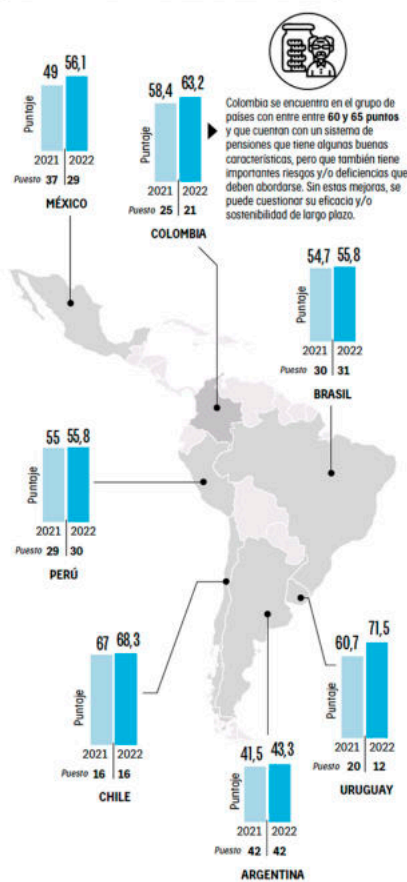 49 56,1
Puntaje
2021 2022
Puesto 37 29
MÉXICO
58,4 63,2
Puntaje
2021 2022
Puesto 25 21
COLOMBIA
Colombia se encuentra en el grupo de
países con entre entre 60 y 65 puntos
y que cuentan con un sistema de
pensiones que tiene algunas buenas
características, pero que también tiene
importantes riesgos y/o deficiencias que
deben abordarse. Sin estas mejoras, se
puede cuestionar su eficacia y/o
sostenibilidad de largo plazo.
54,7 55,8
Puntaje
2021 2022
Puesto 30 31
BRASIL
55 55,8
Puntaje
2021 2022
Puesto 29 30
PERÚ
67 68,3
Puntaje
2021 2022
Puesto 16 16
CHILE
60,7 71,5
Puntaje
2021 2022
Puesto 20 12
URUGUAY
41,5 43,3
Puntaje
2021 2022
Puesto 42 42
ARGENTINA